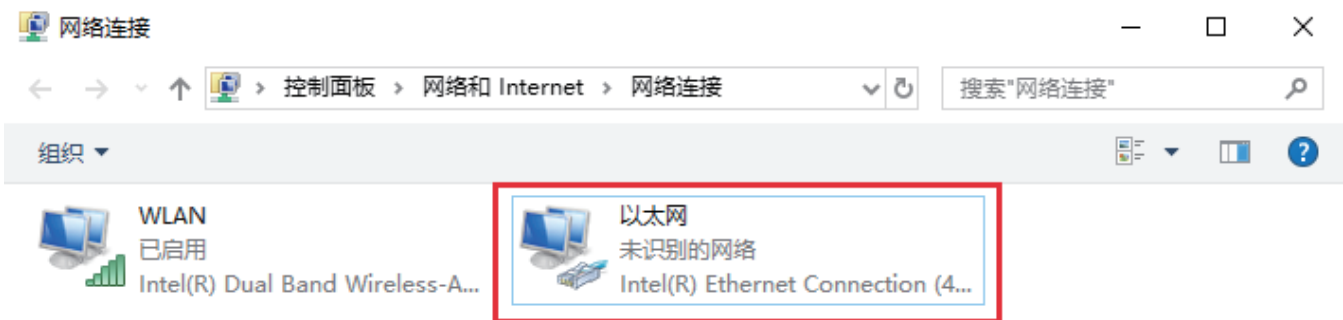 网络连接
控制面板 › 网络和 Internet › 网络连接
搜索"网络连接"
组织
WLAN
已启用
Intel(R) Dual Band Wireless-A...
以太网
未识别的网络
Intel(R) Ethernet Connection (4...